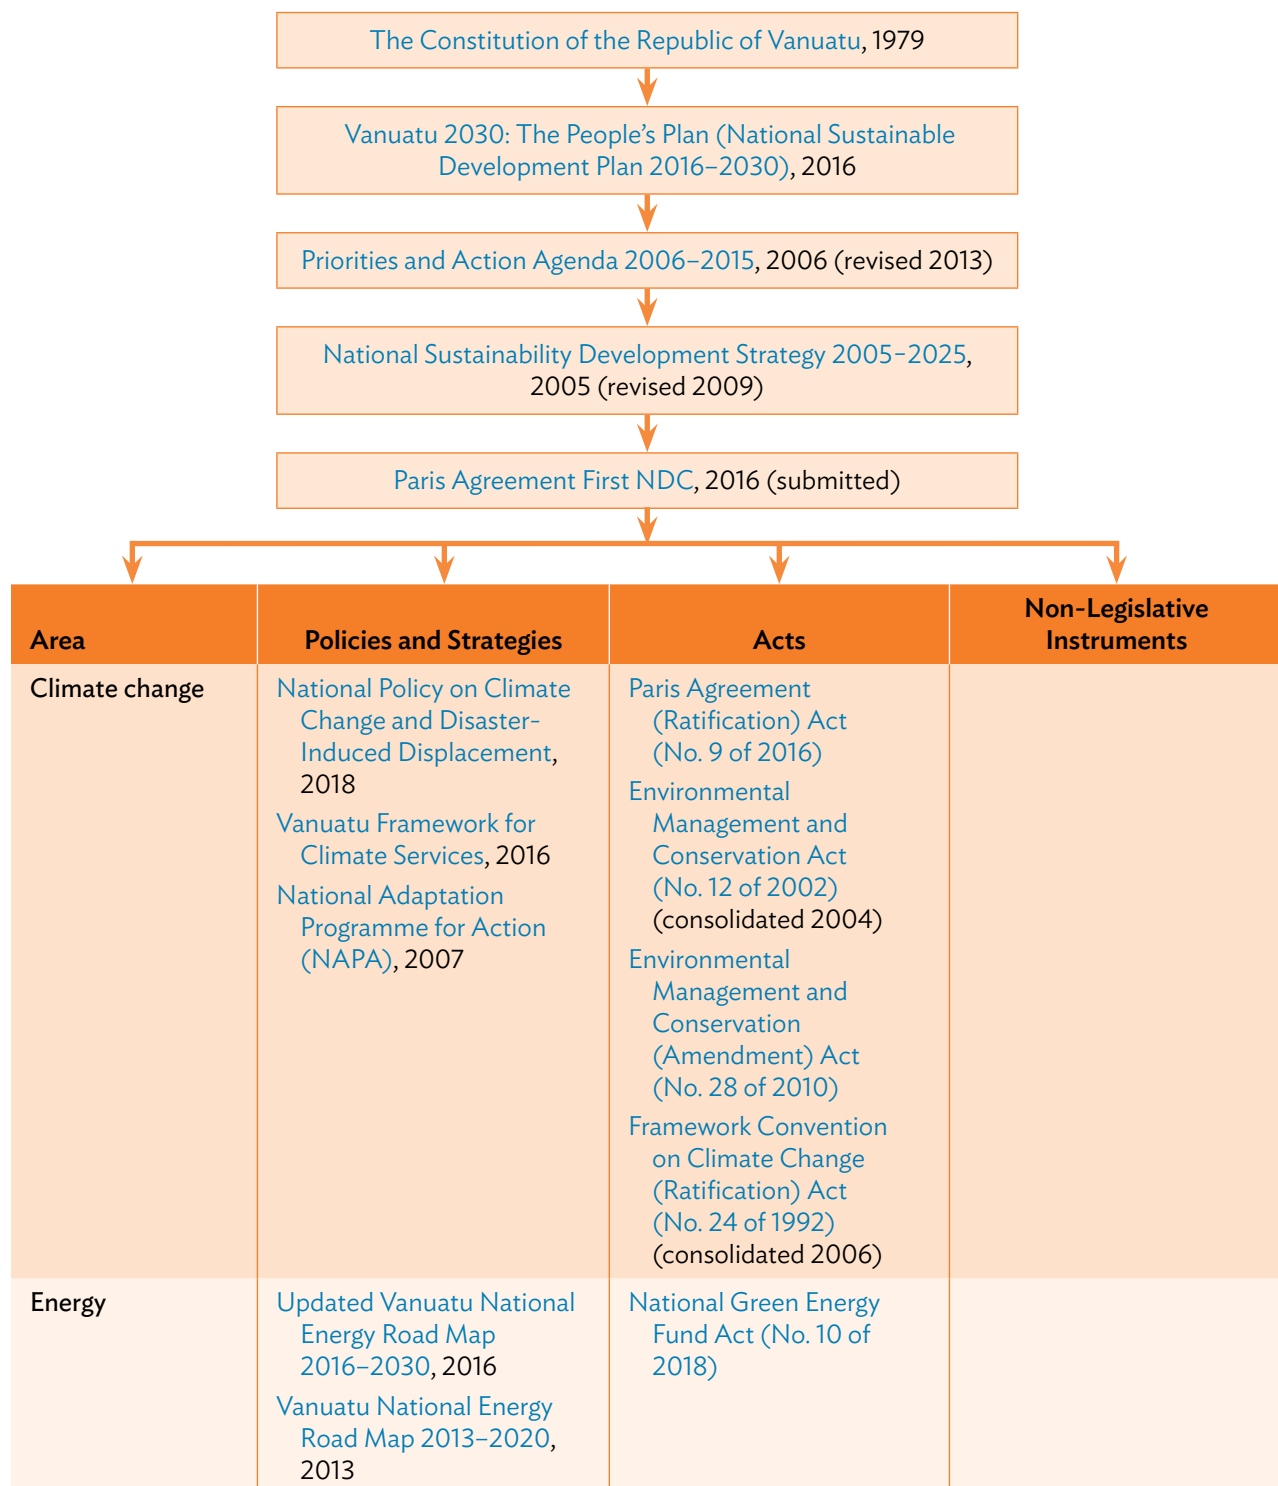 The Constitution of the Republic of Vanuatu, 1979
Vanuatu 2030: The People’s Plan (National Sustainable
Development Plan 2016–2030), 2016
Priorities and Action Agenda 2006–2015, 2006 (revised 2013)
National Sustainability Development Strategy 2005–2025,
2005 (revised 2009)
Paris Agreement First NDC, 2016 (submitted)
Area
Policies and Strategies
Acts
Non-Legislative
Instruments
Climate change
National Policy on Climate
Change and Disaster-
Induced Displacement,
2018
Vanuatu Framework for
Climate Services, 2016
National Adaptation
Programme for Action
(NAPA), 2007
Paris Agreement
(Ratification) Act
(No. 9 of 2016)
Environmental
Management and
Conservation Act
(No. 12 of 2002)
(consolidated 2004)
Environmental
Management and
Conservation
(Amendment) Act
(No. 28 of 2010)
Framework Convention
on Climate Change
(Ratification) Act
(No. 24 of 1992)
(consolidated 2006)
Energy
Updated Vanuatu National
Energy Road Map
2016–2030, 2016
Vanuatu National Energy
Road Map 2013–2020,
2013
National Green Energy
Fund Act (No. 10 of
2018)